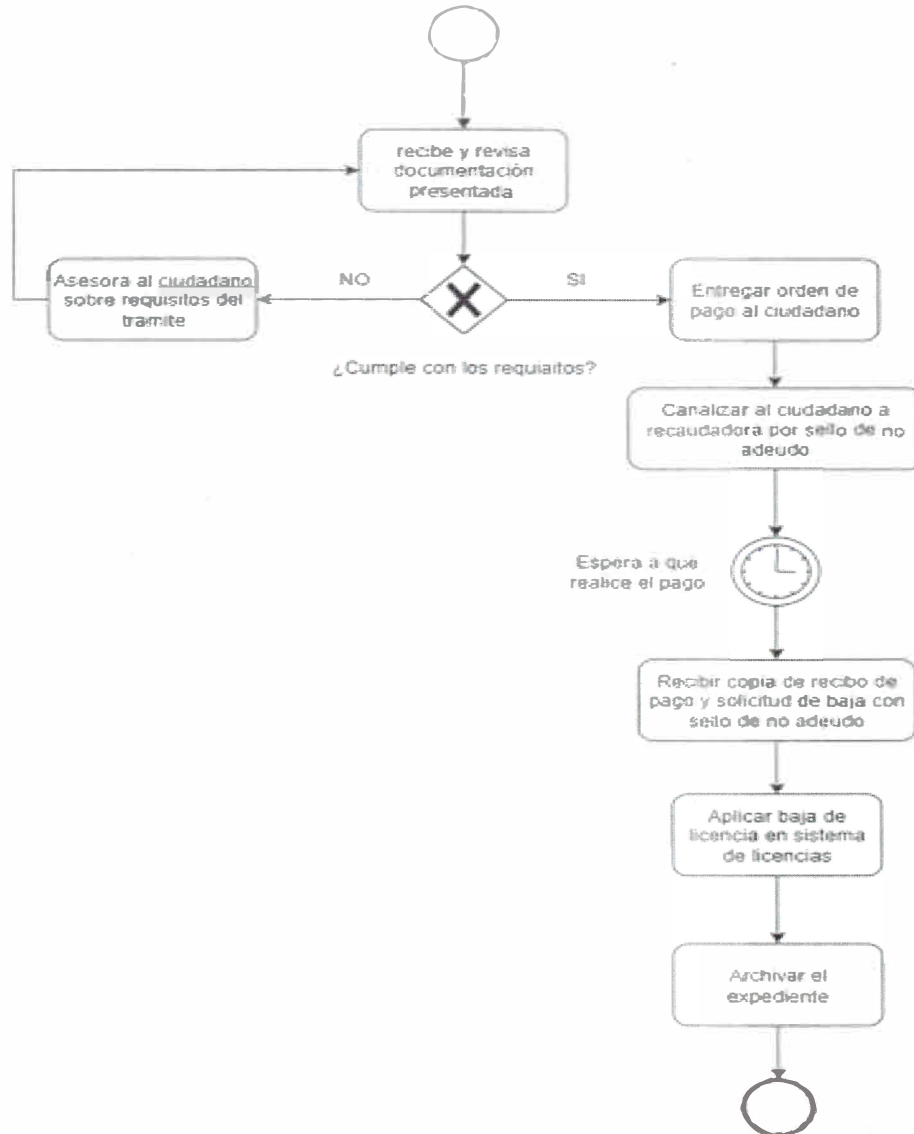 recibe y revisa
documentación
presentada
Asesora al ciudadano
sobre requisitos del
tramite
NO
SI
¿Cumple con los requiaitos?
Entregar orden de
pago al ciudadano
Canalizar al ciudadano a
recaudadora por sello de no
adeudo
Espera a que
realice el pago
Recibir copia de recibo de
pago y solicitud de baja con
sello de no adeudo
Aplicar baja de
licencia en sistema
de licencias
Archivar el
expediente